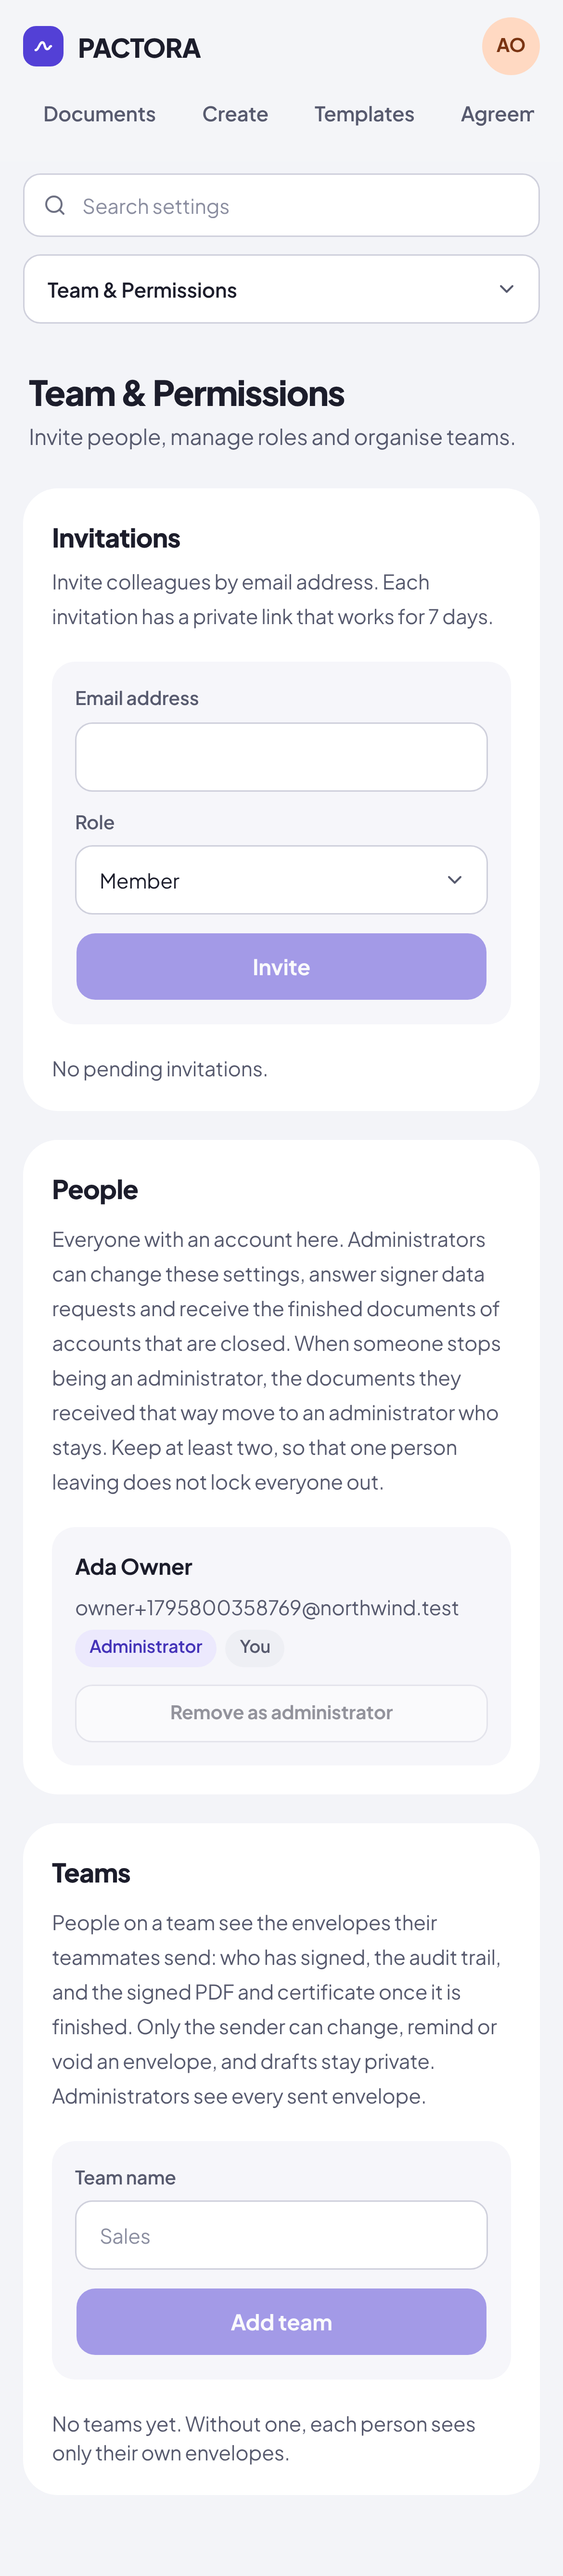 PACTORA
AO
Documents Create Templates Agreem
Search settings
Team & Permissions
Team & Permissions
Invite people, manage roles and organise teams.
Invitations
Invite colleagues by email address. Each
invitation has a private link that works for 7 days.
Email address
Role
Member
Invite
No pending invitations.
People
Everyone with an account here. Administrators
can change these settings, answer signer data
requests and receive the finished documents of
accounts that are closed. When someone stops
being an administrator, the documents they
received that way move to an administrator who
stays. Keep at least two, so that one person
leaving does not lock everyone out.
Ada Owner
owner+1795800358769@northwind.test
Administrator You
Remove as administrator
Teams
People on a team see the envelopes their
teammates send: who has signed, the audit trail,
and the signed PDF and certificate once it is
finished. Only the sender can change, remind or
void an envelope, and drafts stay private.
Administrators see every sent envelope.
Team name
Sales
Add team
No teams yet. Without one, each person sees
only their own envelopes.